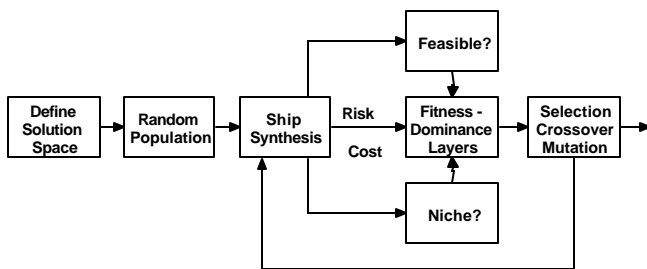 Feasible?
Define
Solution
Space
Random
Population
Ship
Synthesis
Risk
Cost
Fitness -
Dominance
Layers
Selection
Crossover
Mutation
Niche?